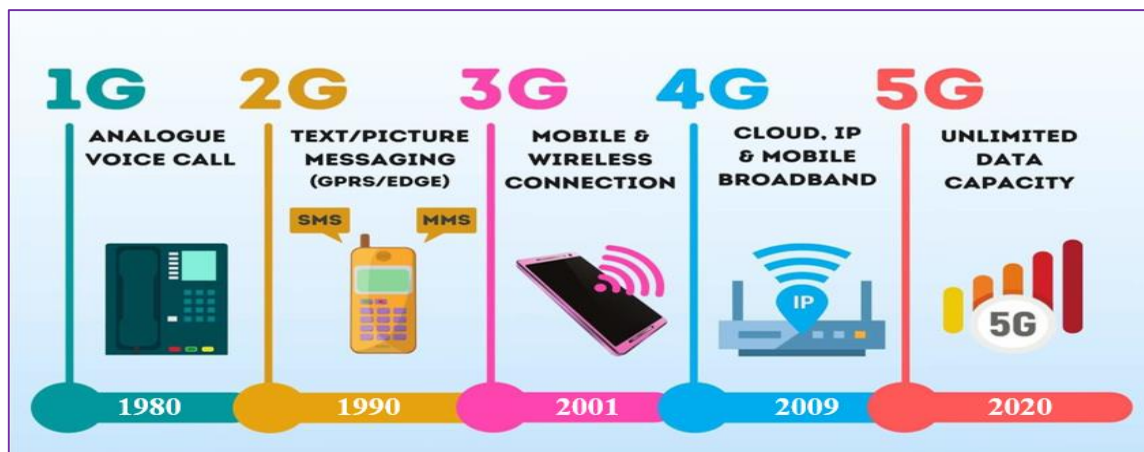 1G
ANALOGUE
VOICE CALL
2G
TEXT/PICTURE
MESSAGING
(GPRS/EDGE)
SMS
MMS
3G
MOBILE &
WIRELESS
CONNECTION
4G
CLOUD, IP
& MOBILE
BROADBAND
IP
5G
UNLIMITED
DATA
CAPACITY
5G
1980
1990
2001
2009
2020